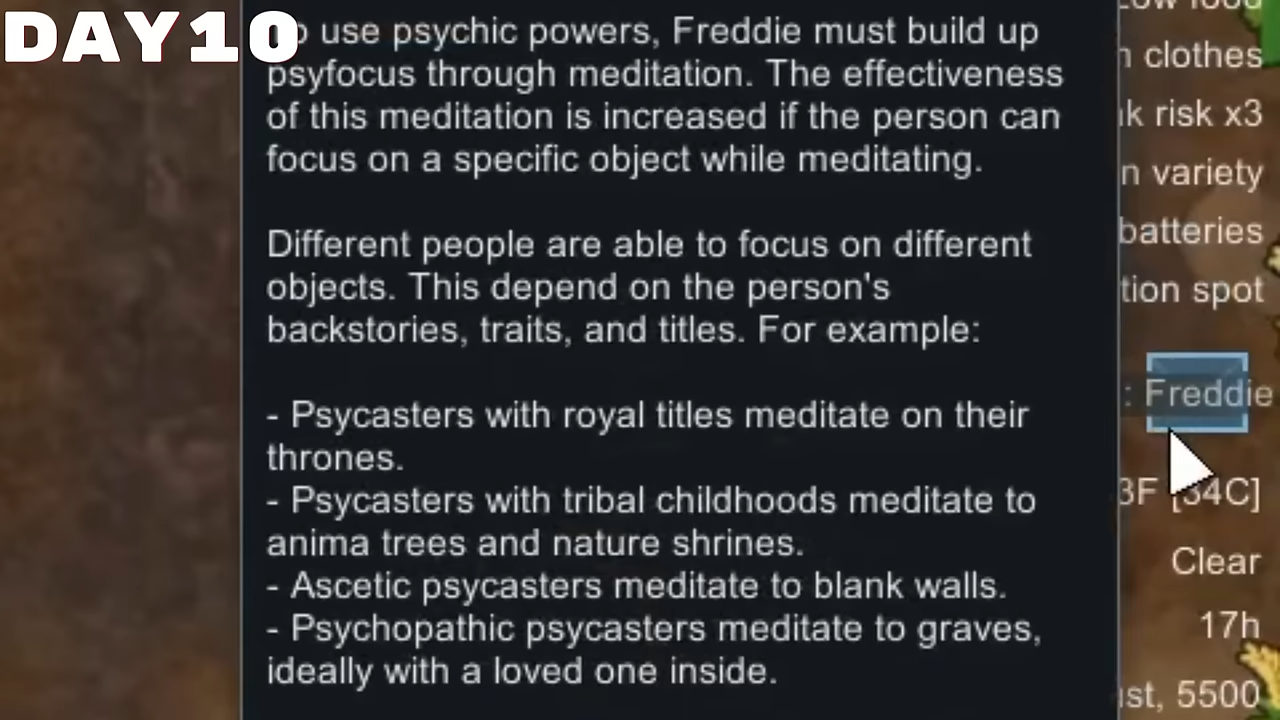 DAY10
use psychic powers, Freddie must build up
psyfocus through meditation. The effectiveness
of this meditation is increased if the person can
focus on a specific object while meditating.
Different people are able to focus on different
objects. This depend on the person's
backstories, traits, and titles. For example:
- Psycasters with royal titles meditate on their
thrones.
- Psycasters with tribal childhoods meditate to
anima trees and nature shrines.
- Ascetic psycasters meditate to blank walls.
- Psychopathic psycasters meditate to graves,
ideally with a loved one inside.
food
clothes
risk x3
variety
batteries
spot
: Freddie
[34C]
Clear
17h
5500